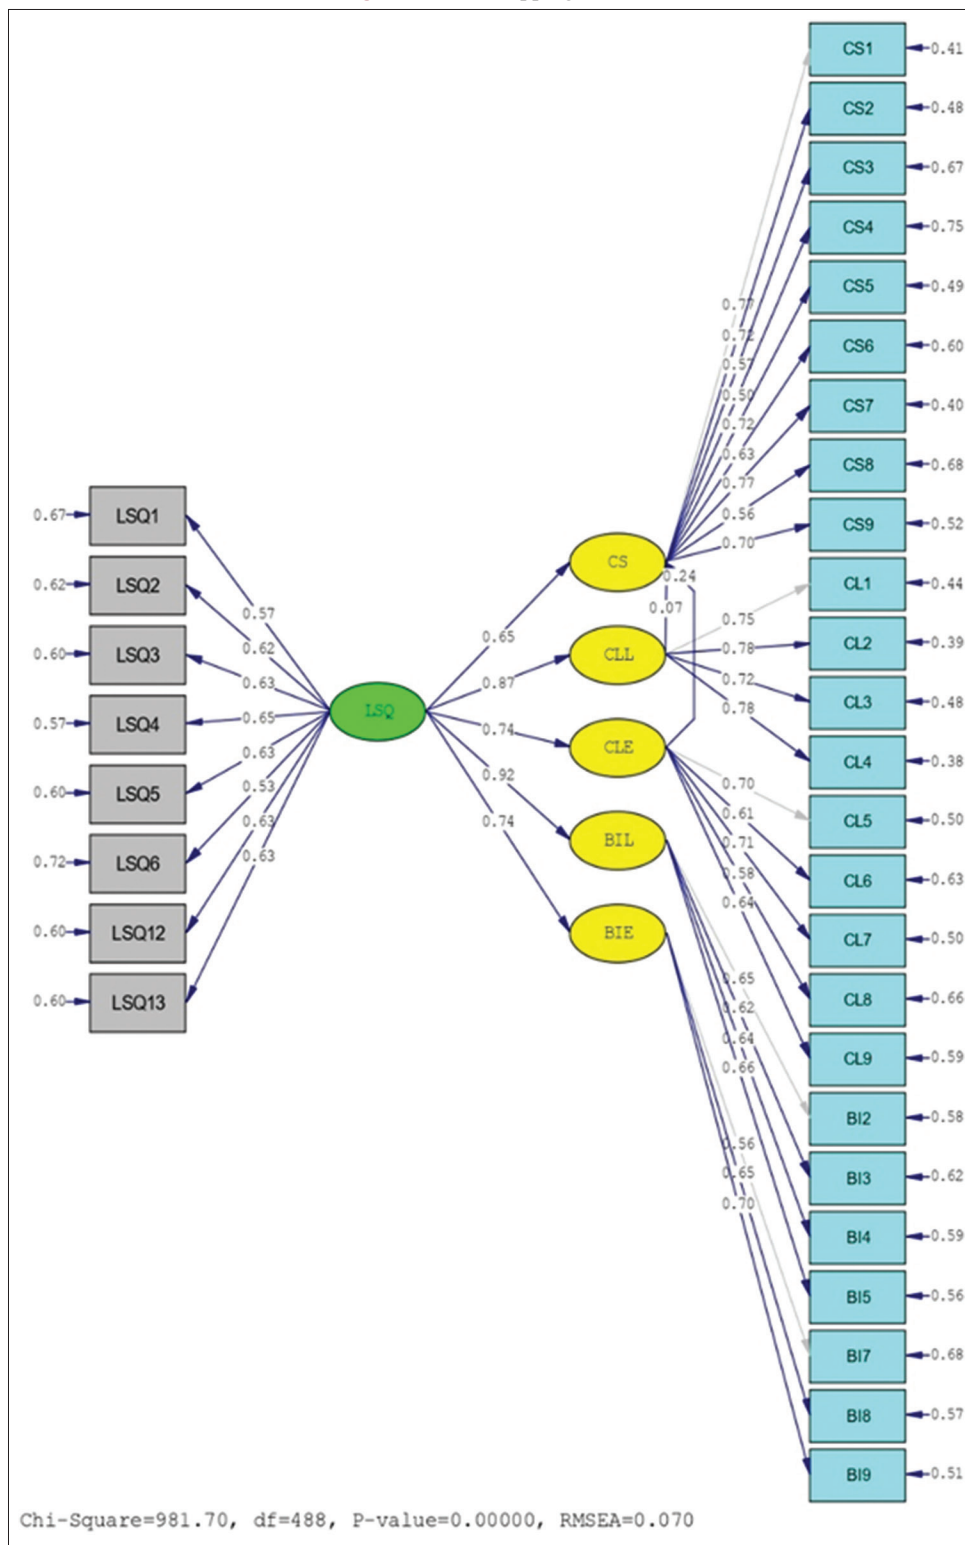 CS1
0.41
CS2
0.48
CS3
0.67
CS4
0.75
CS5
0.49
CS6
0.60
CS7
0.40
CS8
0.68
CS9
0.52
CL1
0.44
CL2
0.39
CL3
0.48
CL4
0.38
CL5
0.50
CL6
0.63
CL7
0.50
CL8
0.66
CL9
0.59
BI2
0.58
BI3
0.62
BI4
0.59
BI5
0.56
BI7
0.68
BI8
0.57
BI9
0.51
0.77
0.72
0.57
0.50
0.72
0.63
0.77
0.56
0.70
0.24
0.07
0.75
0.78
0.72
0.78
0.70
0.61
0.71
0.58
0.64
0.65
0.62
0.64
0.66
0.56
0.65
0.70
CS
CLL
CLE
BIL
BIE
0.65
0.87
0.74
0.92
0.74
LSQ
0.57
0.62
0.63
0.65
0.63
0.53
0.63
0.63
0.67
LSQ1
0.62
LSQ2
0.60
LSQ3
0.57
LSQ4
0.60
LSQ5
0.72
LSQ6
0.60
LSQ12
0.60
LSQ13
Chi-Square=981.70, df=488, P-value=0.00000, RMSEA=0.070